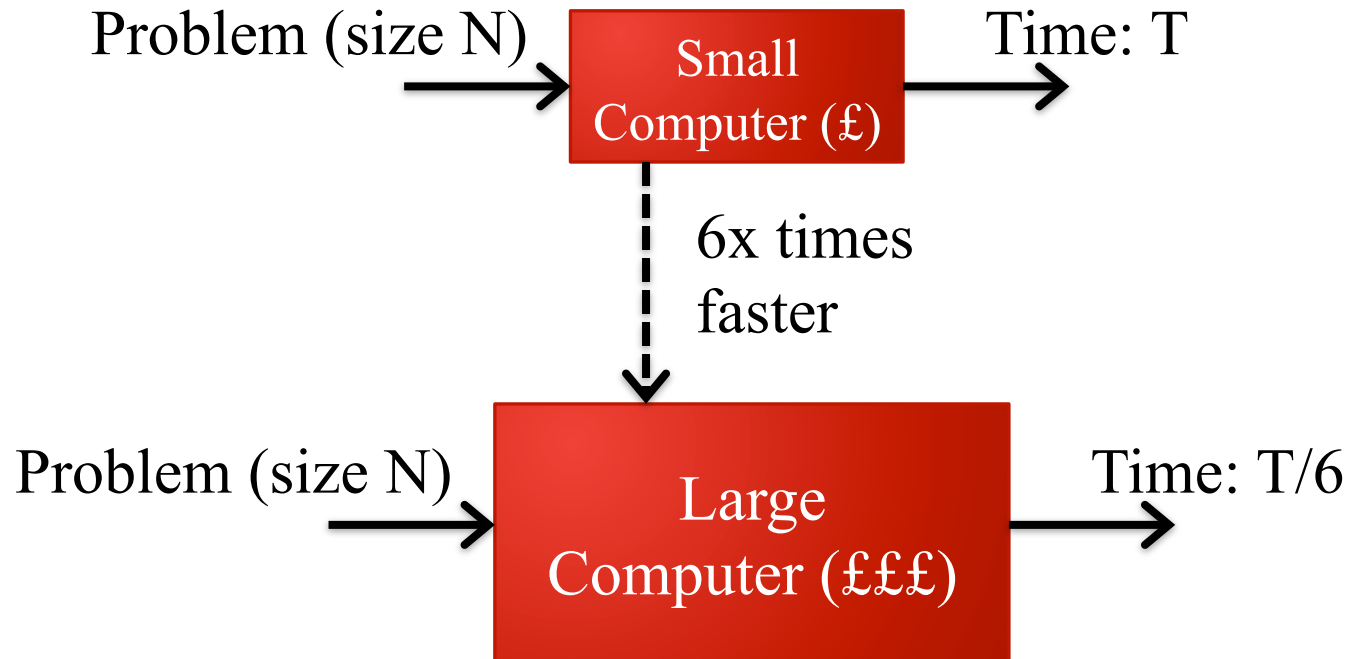 Problem (size N)
Small
Computer (£)
Time: T
6x times
faster
Problem (size N)
Large
Computer (£££)
Time: T/6